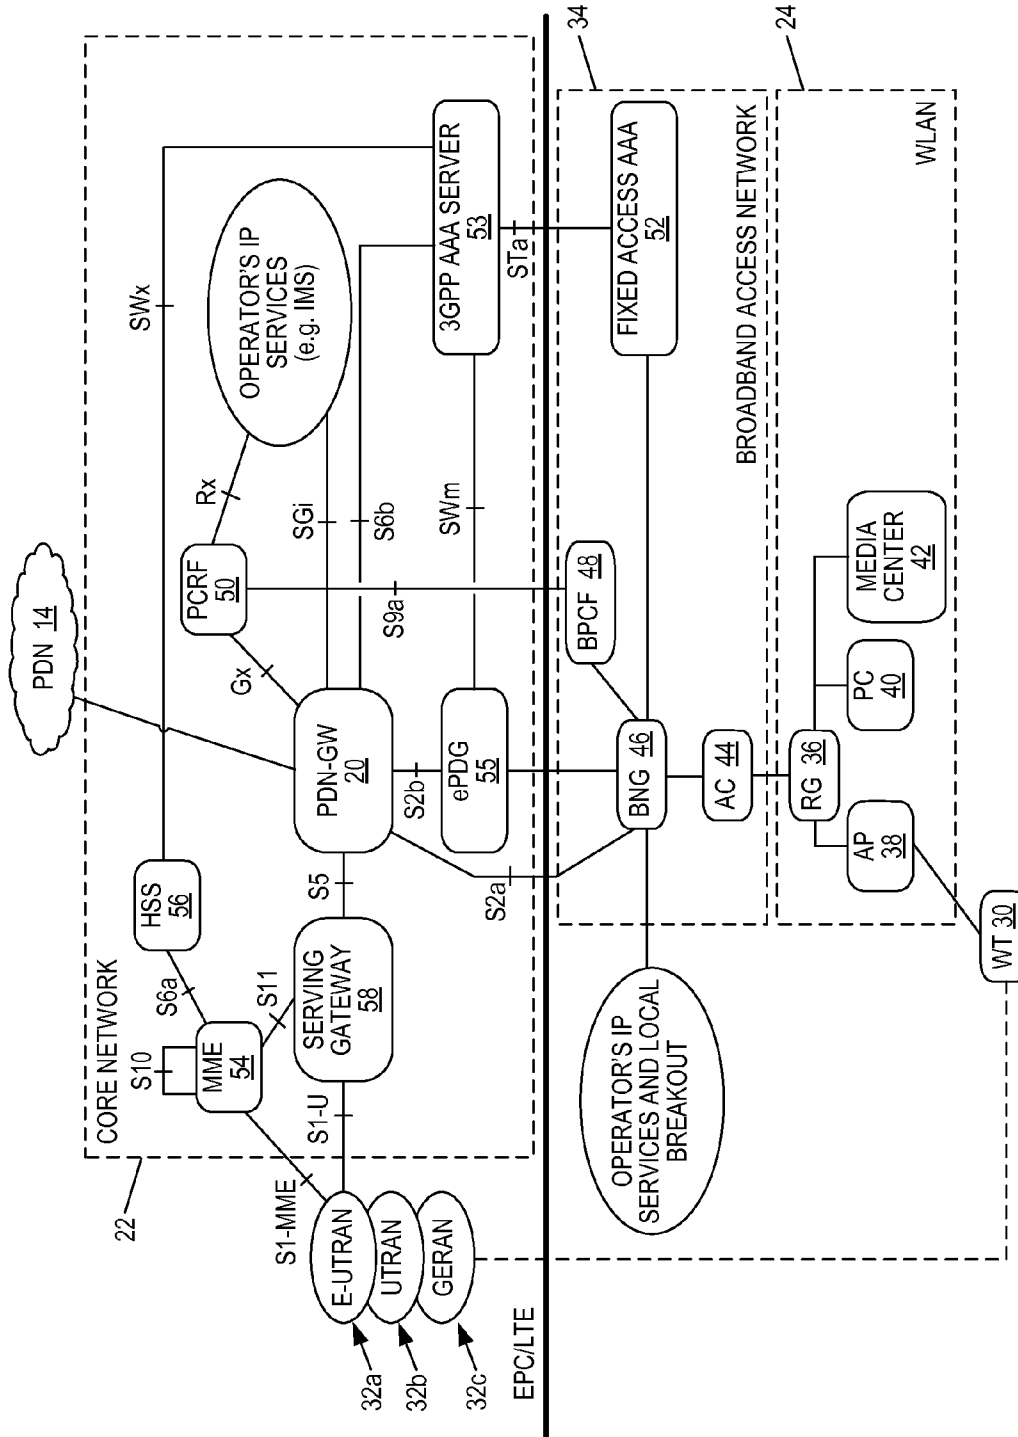 PDN 14
CORE NETWORK
22
S10
MME
54
S6a
HSS
56
SWx
S11
S1-MME
S1-U
SERVING
GATEWAY
58
S5
PDN-GW
20
Gx
PCRF
50
Rx
OPERATOR'S IP
SERVICES
(e.g. IMS)
SGi
S6b
S9a
S2a
S2b
ePDG
55
SWm
3GPP AAA SERVER
53
STa
E-UTRAN
UTRAN
GERAN
32a
32b
32c
EPC/LTE
34
OPERATOR'S IP
SERVICES AND LOCAL
BREAKOUT
BPCF 48
BNG 46
FIXED ACCESS AAA
52
AC 44
BROADBAND ACCESS NETWORK
24
RG 36
AP
38
PC
40
MEDIA
CENTER
42
WLAN
WT 30